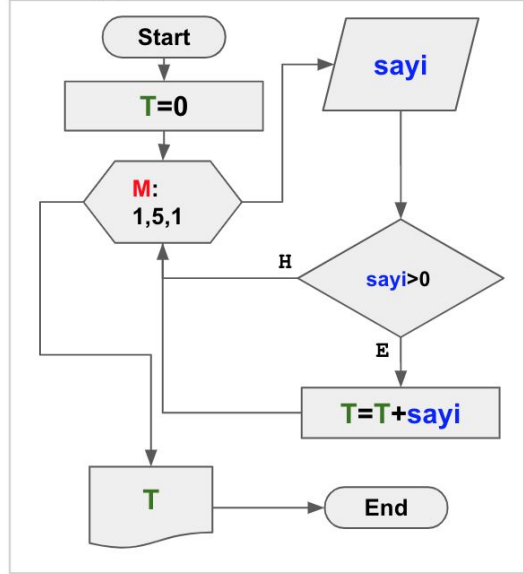 Start
T=0
M:
1,5,1
sayi
sayi>0
H
E
T=T+sayi
T
End